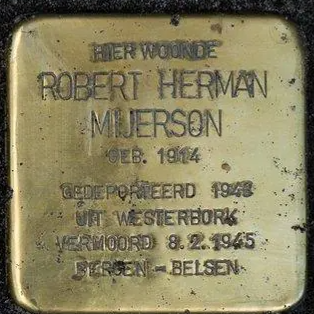 HIER WOONDE
ROBERT HERMAN
MIJERSON
GEB. 1914
GEDEPORTEERD 1943
UIT WESTERBORK
VERMOORD 8.2.1945
BERGEN-BELSEN